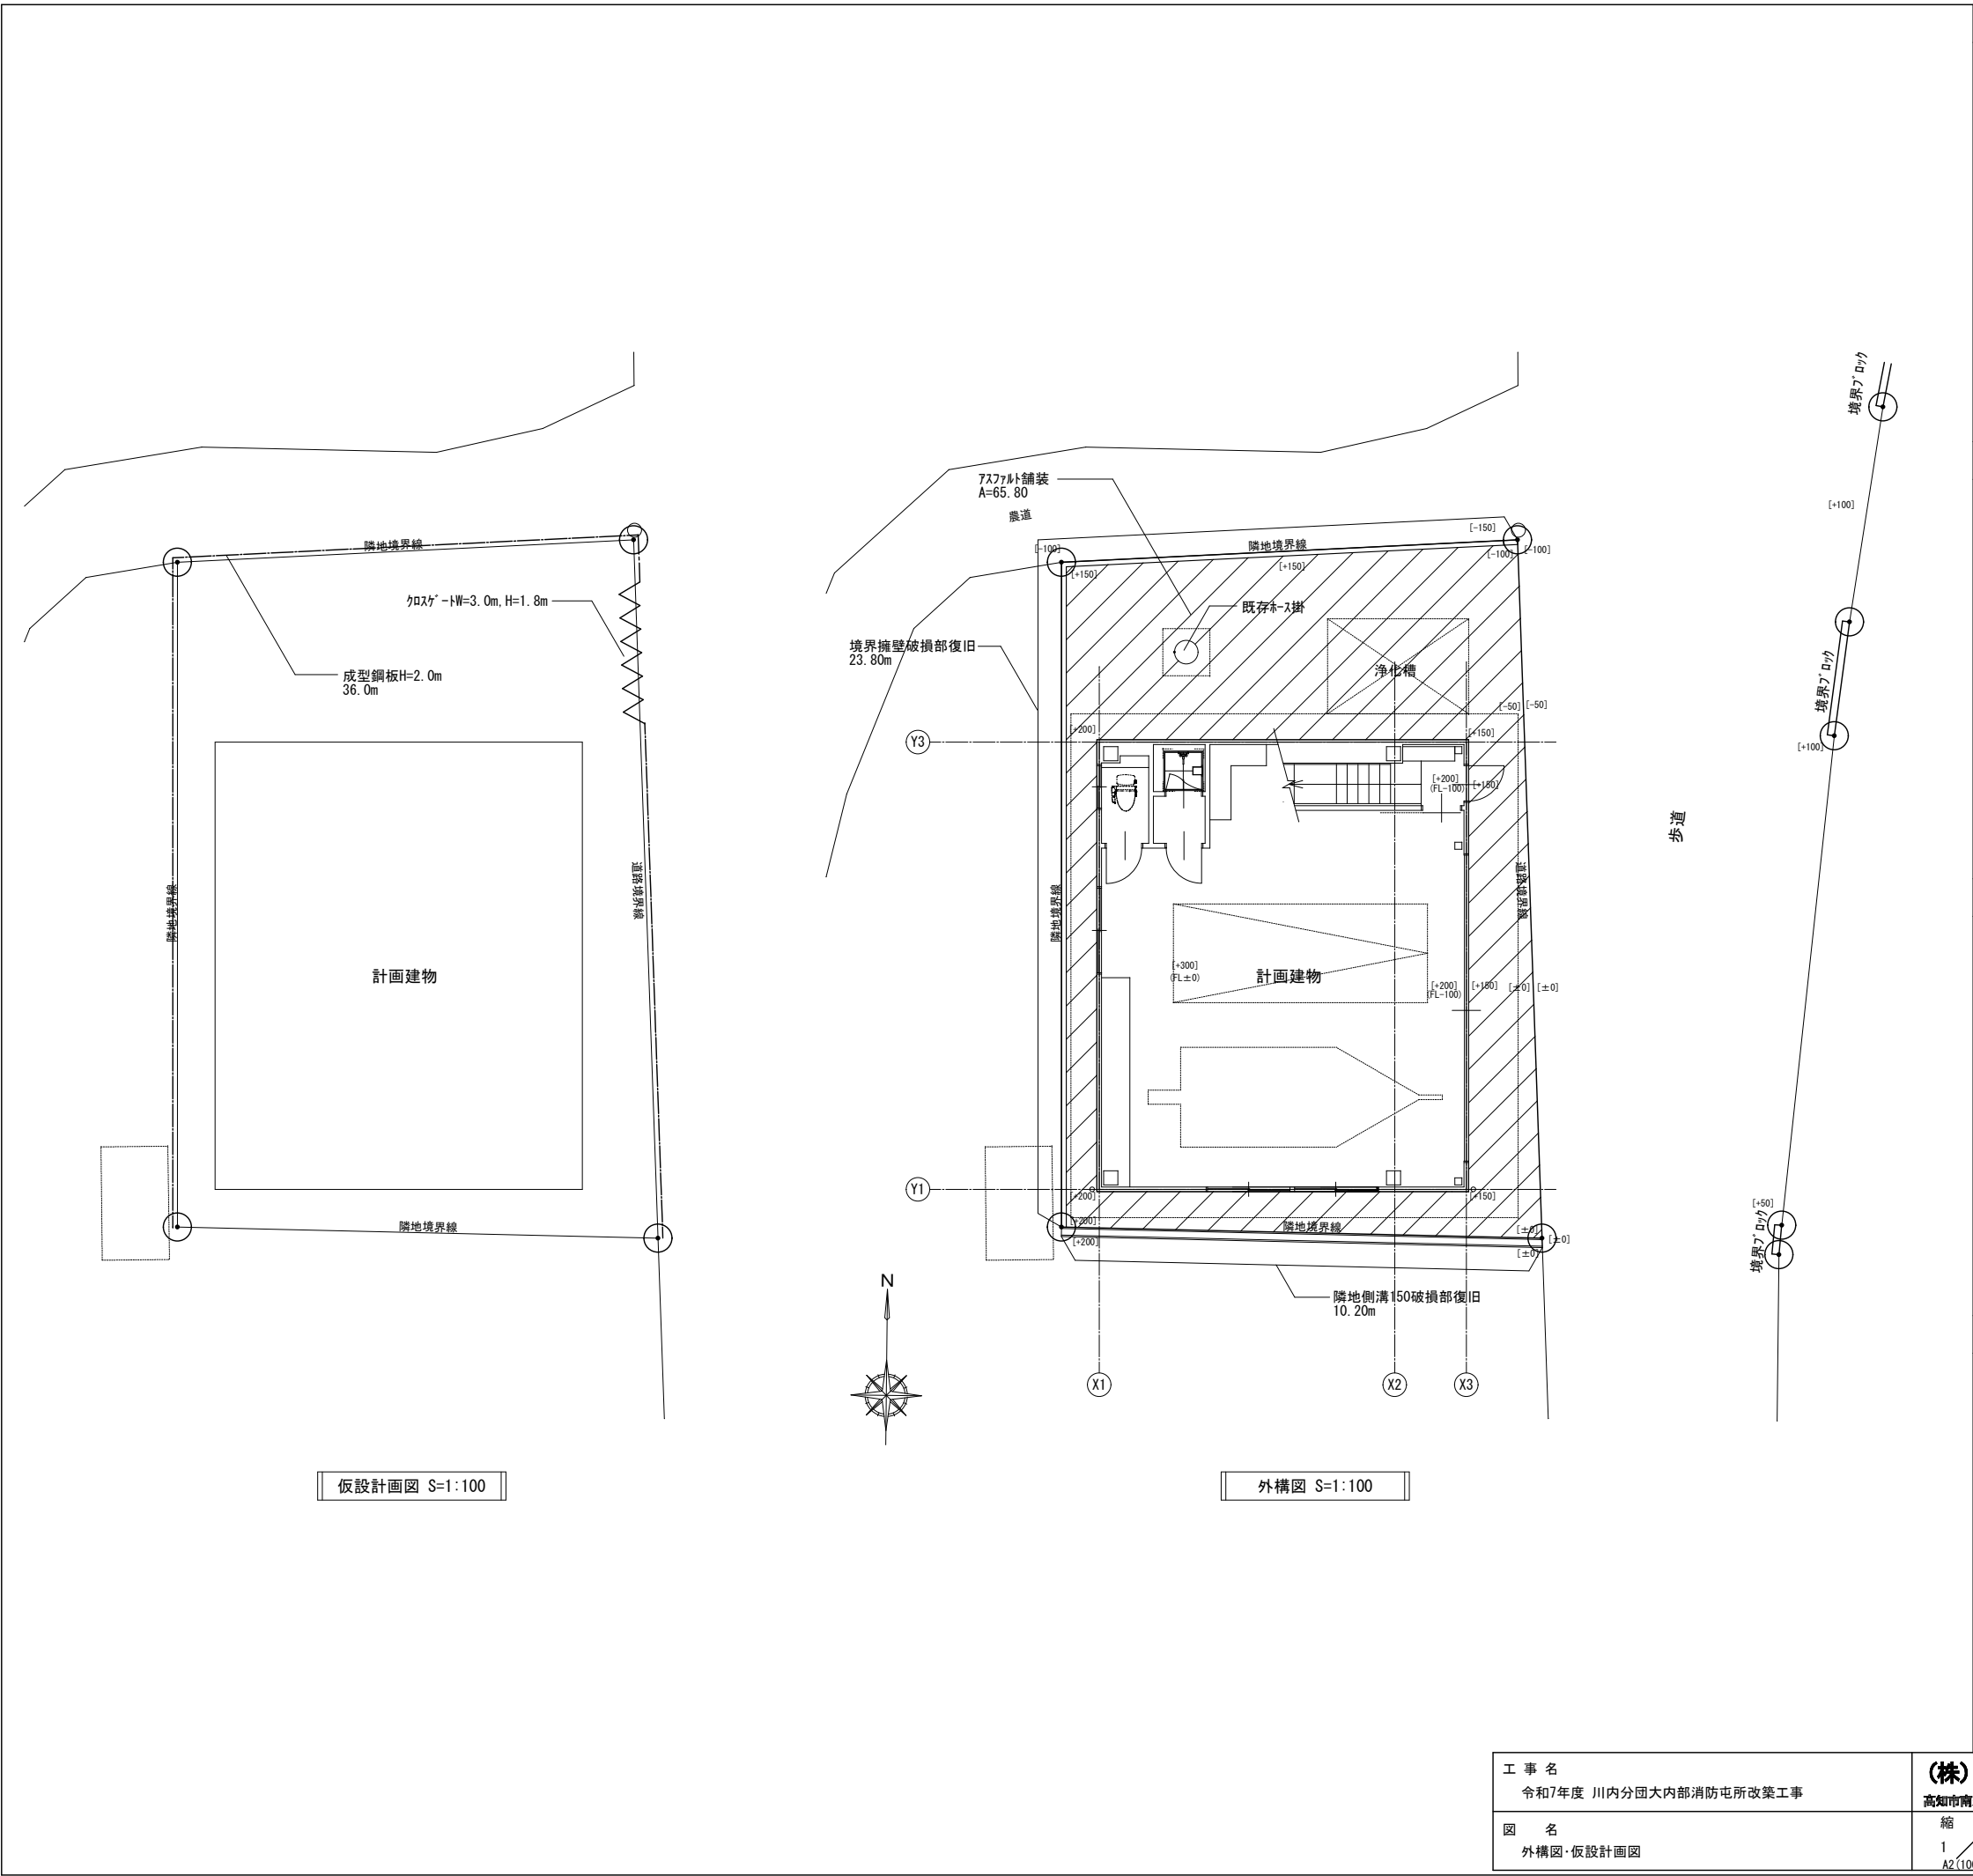 隣地境界線
クロスゲートW=3.0m,H=1.8m
成型鋼板H=2.0m
36.0m
隣地境界線
道路境界線
計画建物
隣地境界線
仮設計画図 S=1:100
N
アスファルト舗装
A=65.80
農道
[-150]
[-100]
隣地境界線
[-100]
[-100]
[+150]
[+150]
既存ホース掛
境界擁壁破損部復旧
23.80m
浄化槽
[-50]
[-50]
[+200]
[+150]
Y3
[+200]
(FL-100)
[+150]
隣地境界線
道路境界線
[+300]
(FL±0)
計画建物
[+200]
(FL-100)
[+150]
[±0]
[±0]
Y1
[+200]
[+150]
[+200]
隣地境界線
[±0]
[±0]
[+200]
[±0]
隣地側溝150破損部復旧
10.20m
X1
X2
X3
外構図 S=1:100
境界ブロック
[+100]
境界ブロック
[+100]
歩道
[+50]
境界ブロック
工 事 名
令和7年度 川内分団大内部消防屯所改築工事
(株)
高知市南
図 名
外構図・仮設計画図
縮
1／
A2(10